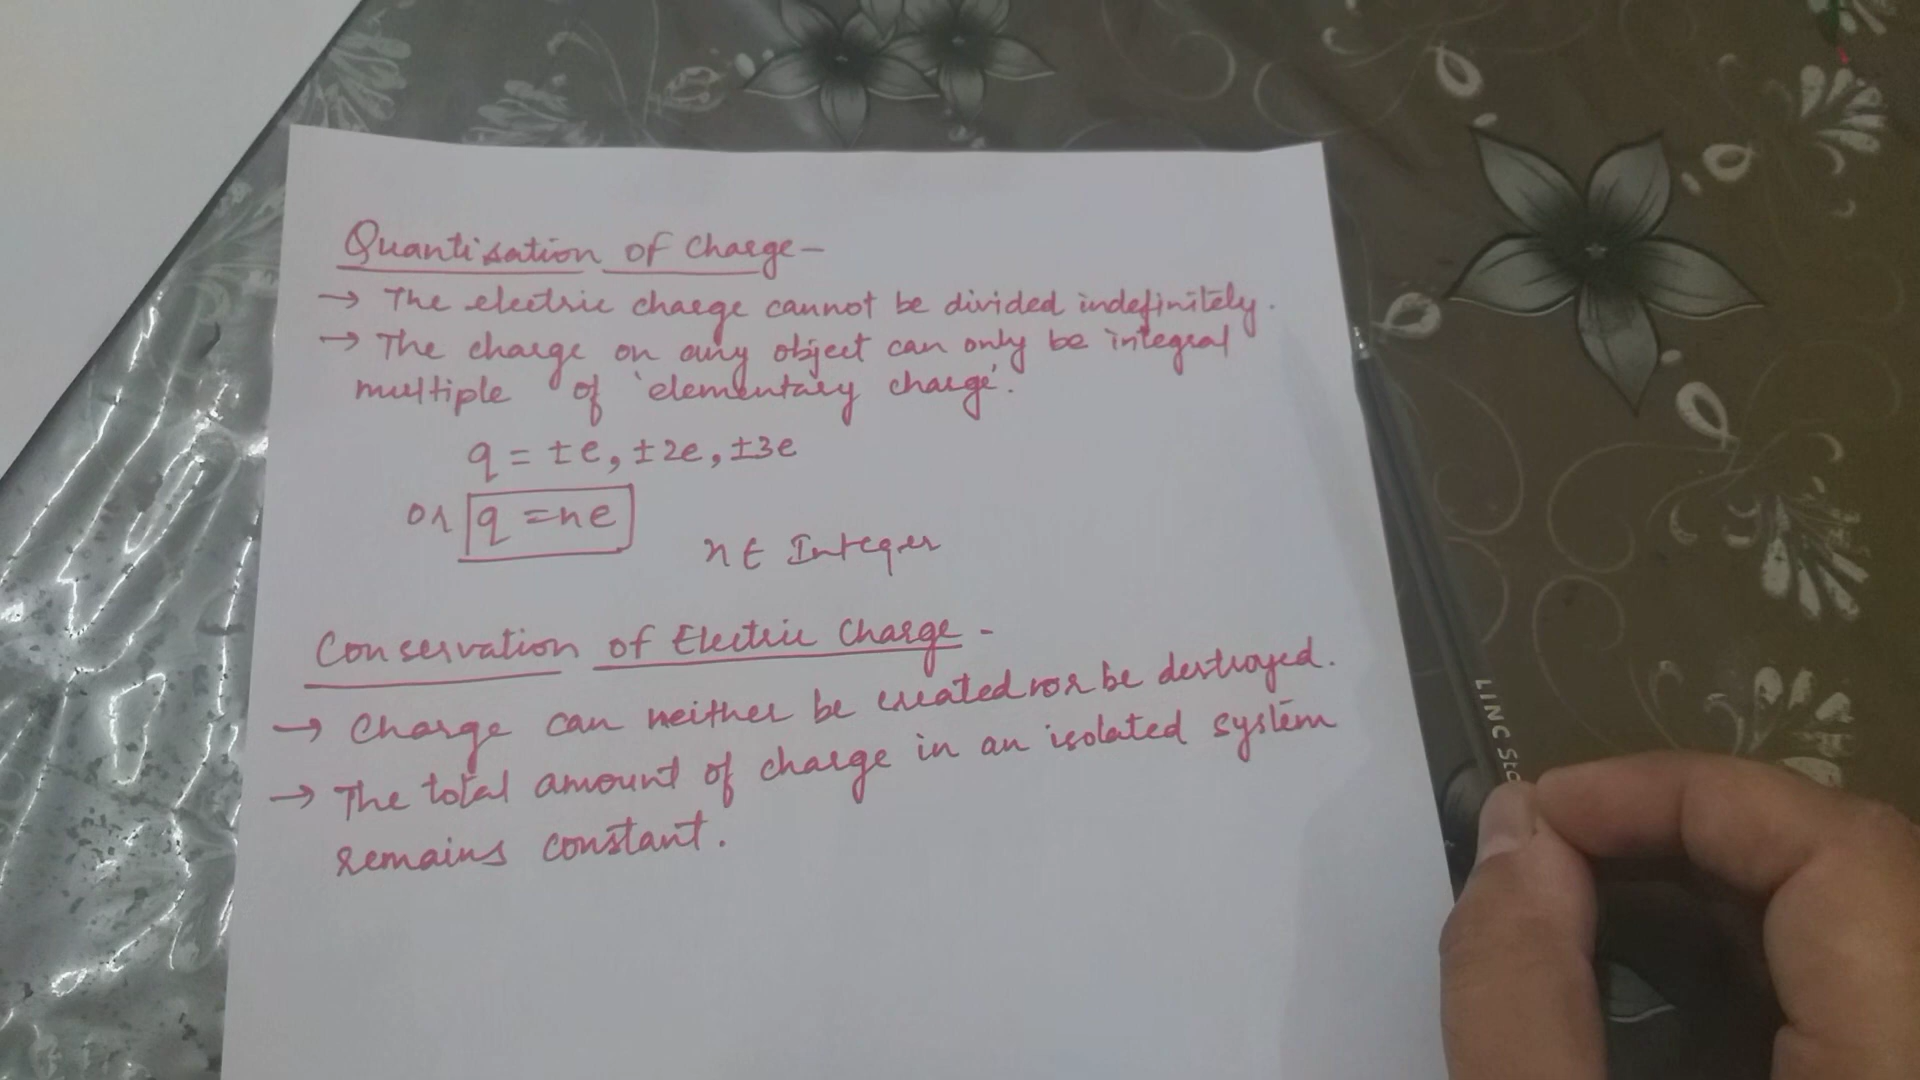 Quantisation of Charge -
→ The electric charge cannot be divided indefinitely.
→ The charge on any object can only be integral
multiple of 'elementary charge'.
q = ±e, ±2e, ±3e
or q = ne
n ∈ Integer
Conservation of Electric Charge -
→ Charge can neither be created nor be destroyed.
→ The total amount of charge in an isolated system
remains constant.
LINC